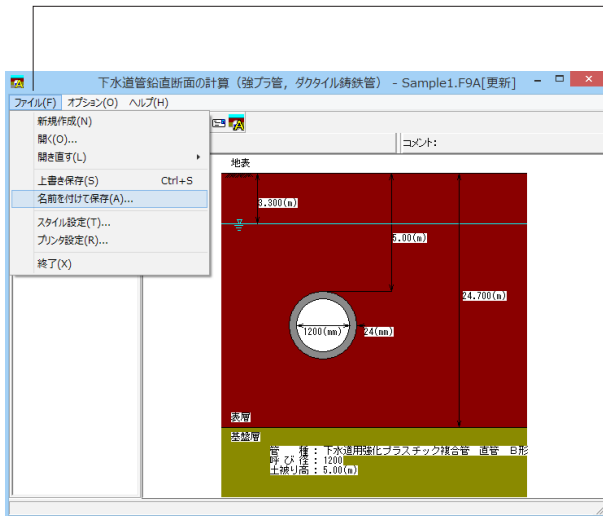 下水道管鉛直断面の計算（強プラ管，ダクタイル鋳鉄管） - Sample1.F9A[更新]
ファイル(F) オプション(O) ヘルプ(H)
新規作成(N)
開く(O)...
開き直す(L)
上書き保存(S) Ctrl+S
名前を付けて保存(A)...
スタイル設定(T)...
プリンタ設定(R)...
終了(X)
コメント:
地表
3.300(m)
5.00(m)
24.700(m)
1200(mm)
24(mm)
表層
基盤層
管　種：下水道用強化プラスチック複合管　直管　B形
呼び径：1200
土被り高：5.00(m)